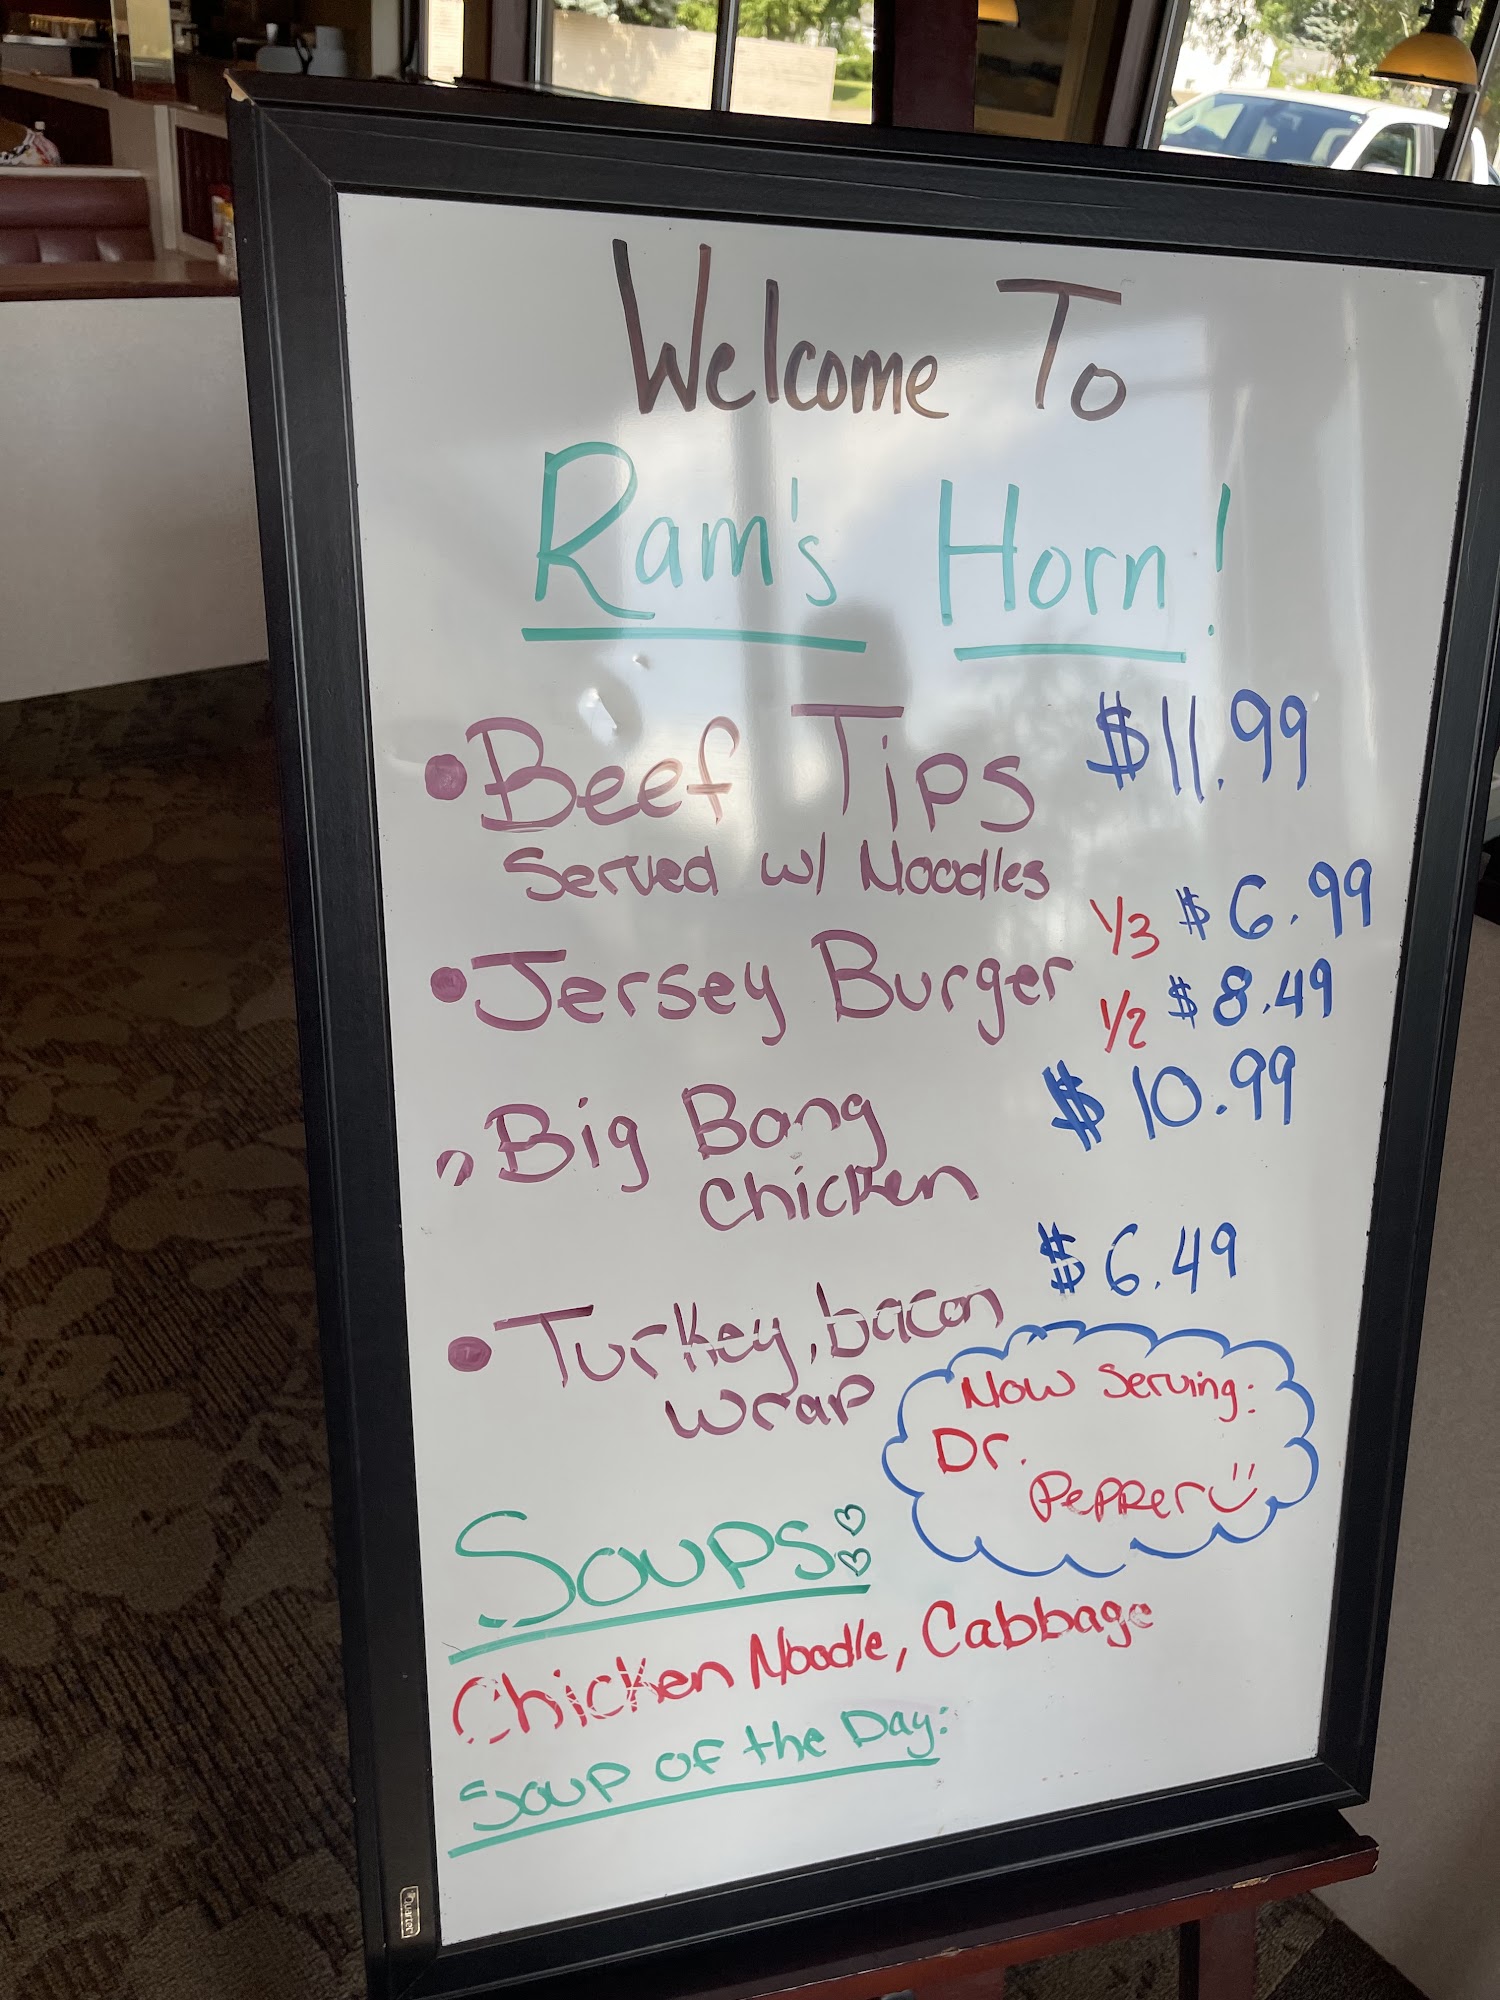 Welcome To
Ram's Horn!
• Beef Tips $11.99
Served w/ Noodles
• Jersey Burger 1/3 $6.99
1/2 $8.49
• Big Bang $10.99
Chicken
• Turkey, bacon $6.49
wrap
Now Serving:
Dr.
Pepper
Soups:
Chicken Noodle, Cabbage
Soup of the Day:
Quartet